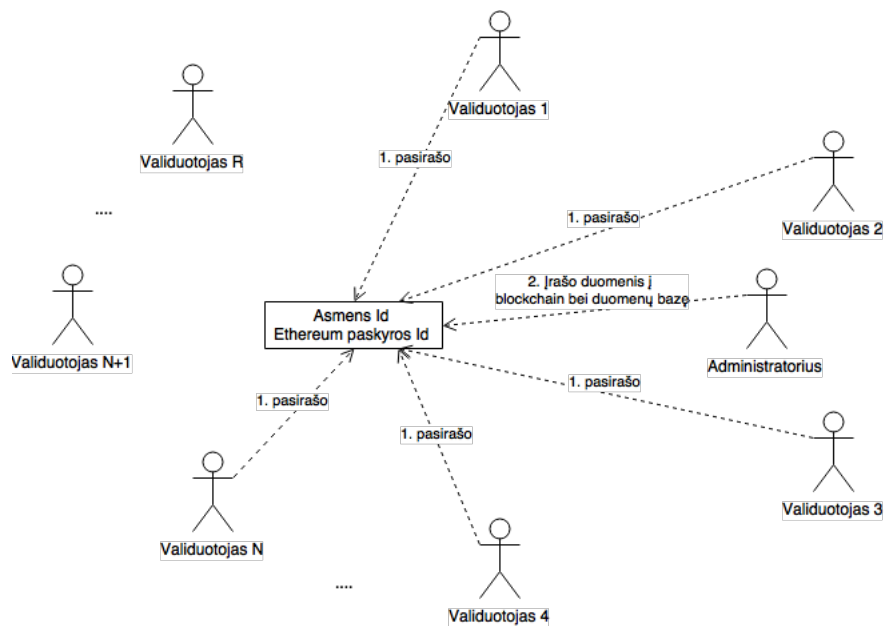 Validuotojas 1
Validuotojas R
1. pasirašo
....
1. pasirašo
Validuotojas 2
2. Įrašo duomenis į
blockchain bei duomenų bazę
Asmens Id
Ethereum paskyros Id
Validuotojas N+1
Administratorius
1. pasirašo
1. pasirašo
1. pasirašo
Validuotojas 3
Validuotojas N
....
Validuotojas 4